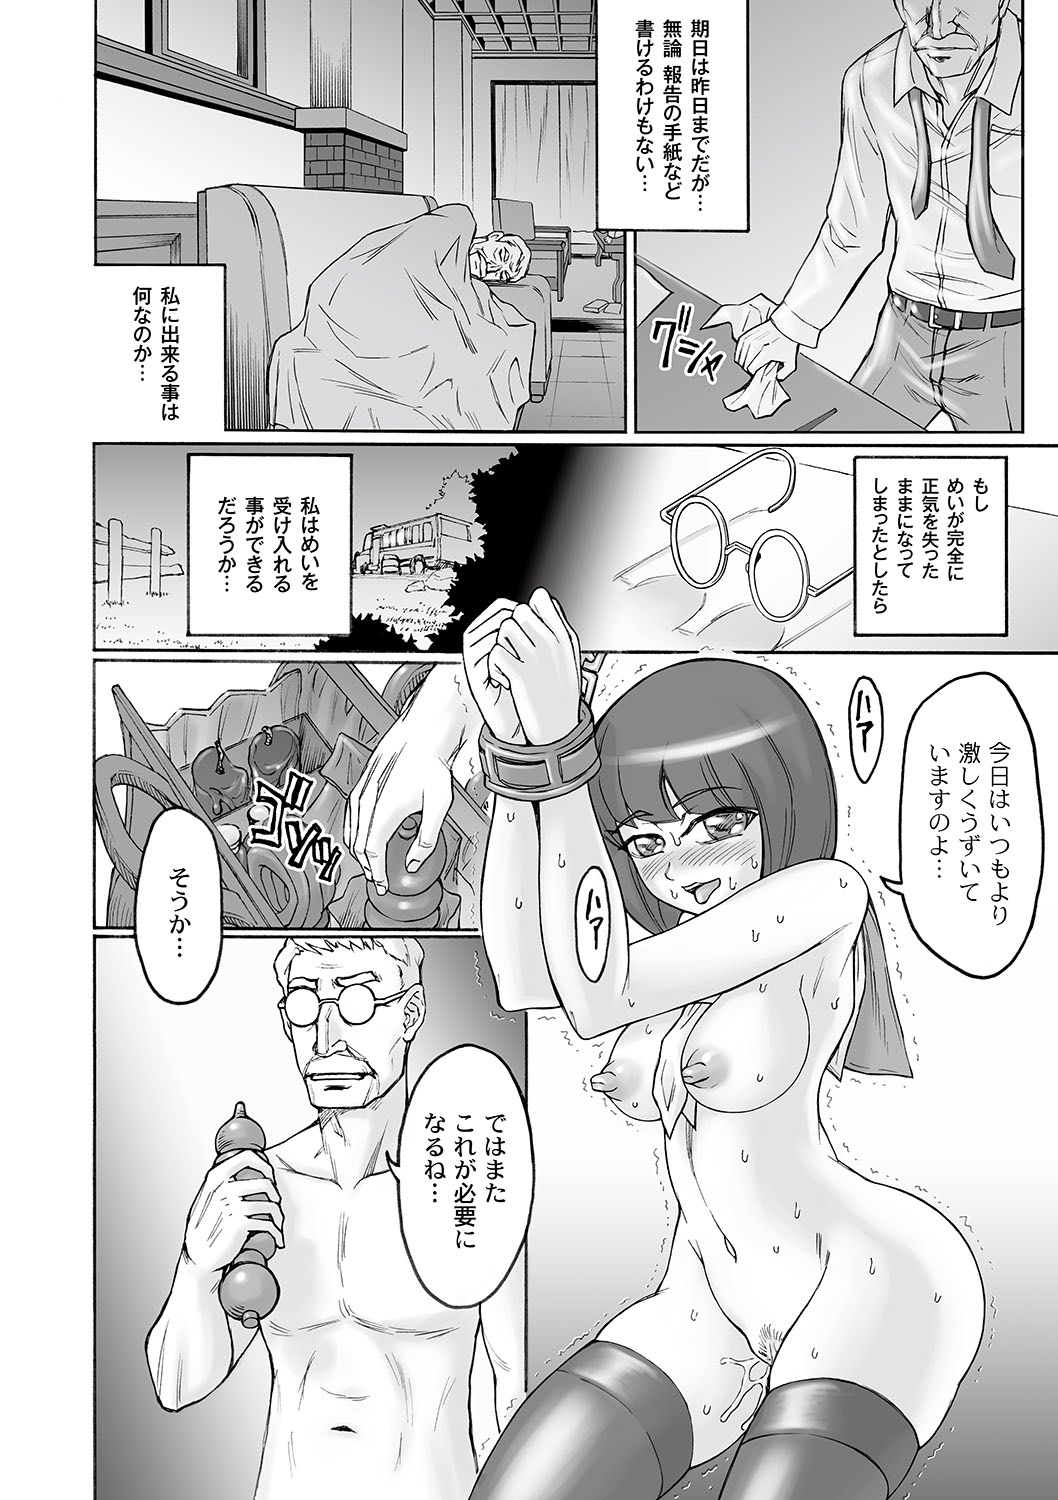 期日は昨日までだが…
無論 報告の手紙など
書けるわけもない…
グシャ
私に出来る事は
何なのか…
もし
めいが完全に
正気を失った
ままになって
しまったとしたら
私はめいを
受け入れる
事ができる
だろうか…
今日はいつもより
激しくうずいて
いますのよ…
ハァ
ハァ
そうか…
ではまた
これが必要に
なるね…